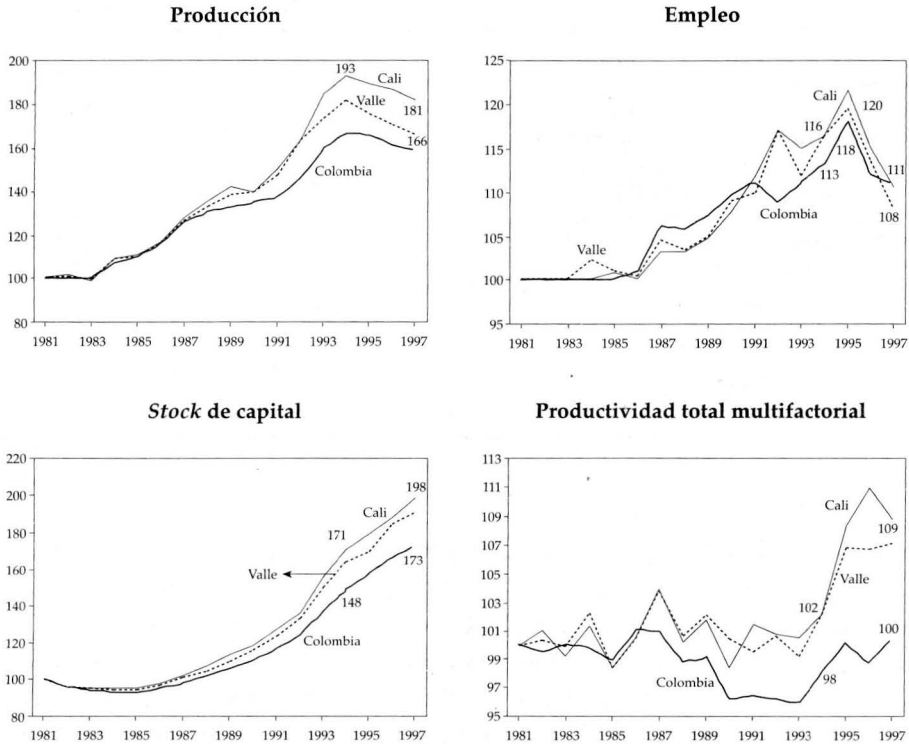 Producción
200
180
160
140
120
100
80
193
Cali
Valle
181
166
Colombia
1981 1983 1985 1987 1989 1991 1993 1995 1997
Empleo
125
120
115
110
105
100
95
Cali
120
116
118
113
111
Colombia
108
Valle
1981 1983 1985 1987 1989 1991 1993 1995 1997
Stock de capital
220
200
180
160
140
120
100
80
198
Cali
171
Valle
173
148
Colombia
1981 1983 1985 1987 1989 1991 1993 1995 1997
Productividad total multifactorial
113
111
109
107
105
103
101
99
97
95
Cali
109
Valle
102
100
Colombia
98
1981 1983 1985 1987 1989 1991 1993 1995 1997